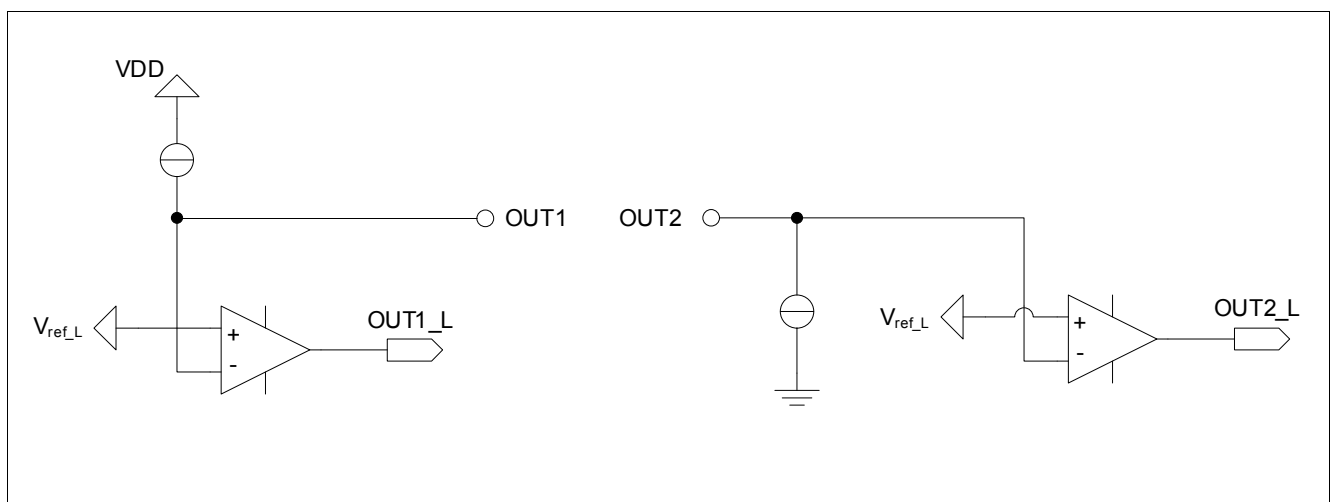 VDD
OUT1
OUT2
Vref_L
+
-
OUT1_L
Vref_L
+
-
OUT2_L